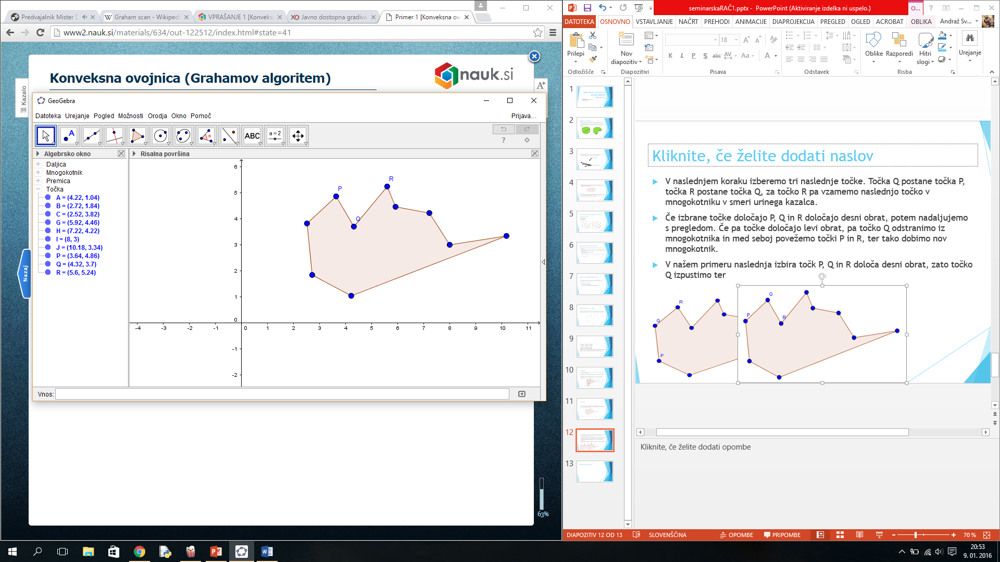 Predvajalnik Mister D
Graham scan - Wikipedi
VPRAŠANJE 1 [Konveksn
Javno dostopna gradiva
Primer 1 [Konveksna ov
www2.nauk.si/materials/634/out-122512/index.html#state=41
Konveksna ovojnica (Grahamov algoritem)
nauk.si
Kazalo
A+
Nazaj
63%
GeoGebra
Datoteka Urejanje Pogled Možnosti Orodja Okno Pomoč
Prijava...
A
α
ABC
a=2
?
Algebrsko okno
Risalna površina
Daljica
Mnogokotnik
Premica
Točka
A = (4.22, 1.04)
B = (2.72, 1.84)
C = (2.52, 3.82)
G = (5.92, 4.46)
H = (7.22, 4.22)
I = (8, 3)
J = (10.18, 3.34)
P = (3.64, 4.86)
Q = (4.32, 3.7)
R = (5.6, 5.24)
6
5
4
3
2
1
0
-1
-2
-4 -3 -2 -1 0 1 2 3 4 5 6 7 8 9 10 11
P
R
Q
Vnos:
seminarskaRAČ1.pptx - PowerPoint (Aktiviranje izdelka ni uspelo.)
O...
?
DATOTEKA OSNOVNO VSTAVLJANJE NAČRT PREHODI ANIMACIJE DIAPROJEKCIJA PREGLED OGLED ACROBAT OBLIKA
Andraž Sv...
Prilepi
Odložišče
Nov
diapozitiv
Diapozitivi
18
K L P S abc AV Aa A
Pisava
Odstavek
Oblike Razporedi Hitri
slogi
Risba
Urejanje
1
2
3
4
5
6
7
8
9
10
11
12
13
Kliknite, če želite dodati naslov
V naslednjem koraku izberemo tri naslednje točke. Točka Q postane točka P,
točka R postane točka Q, za točko R pa vzamemo naslednjo točko v
mnogokotniku v smeri urinega kazalca.
Če izbrane točke določajo P, Q in R določajo desni obrat, potem nadaljujemo
s pregledom. Če pa točke določajo levi obrat, pa točko Q odstranimo iz
mnogokotnika in med seboj povežemo točki P in R, ter tako dobimo nov
mnogokotnik.
V našem primeru naslednja izbira točk P, Q in R določa desni obrat, zato točko
Q izpustimo ter
R
Q
P
Q
P
R
Kliknite, če želite dodati opombe
DIAPOZITIV 12 OD 13
SLOVENŠČINA
OPOMBE
PRIPOMBE
70 %
20:53
9. 01. 2016